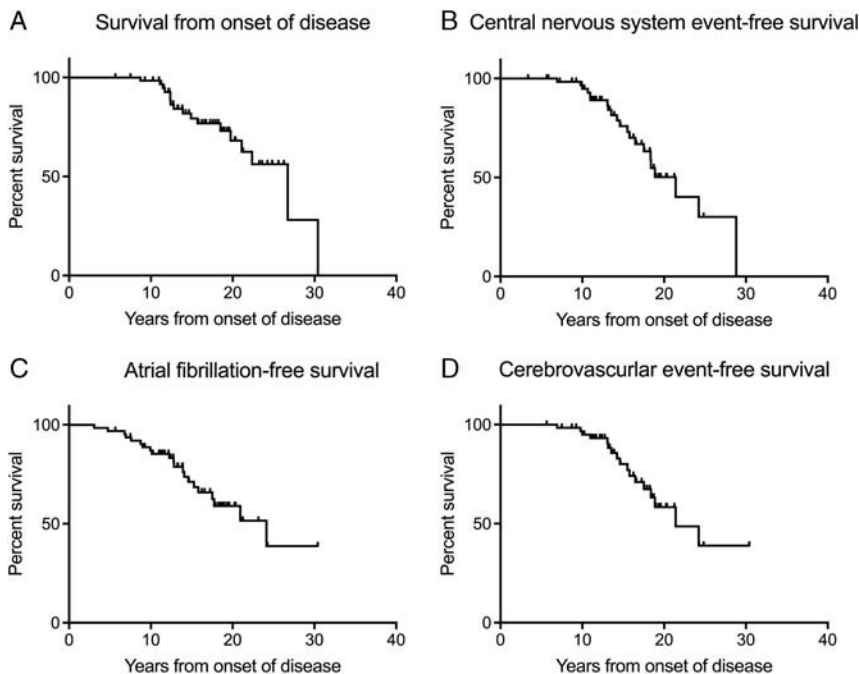 A Survival from onset of disease
Percent survival
100
50
0
0 10 20 30 40
Years from onset of disease
B Central nervous system event-free survival
Percent survival
100
50
0
0 10 20 30 40
Years from onset of disease
C Atrial fibrillation-free survival
Percent survival
100
50
0
0 10 20 30 40
Years from onset of disease
D Cerebrovascurlar event-free survival
Percent survival
100
50
0
0 10 20 30 40
Years from onset of disease